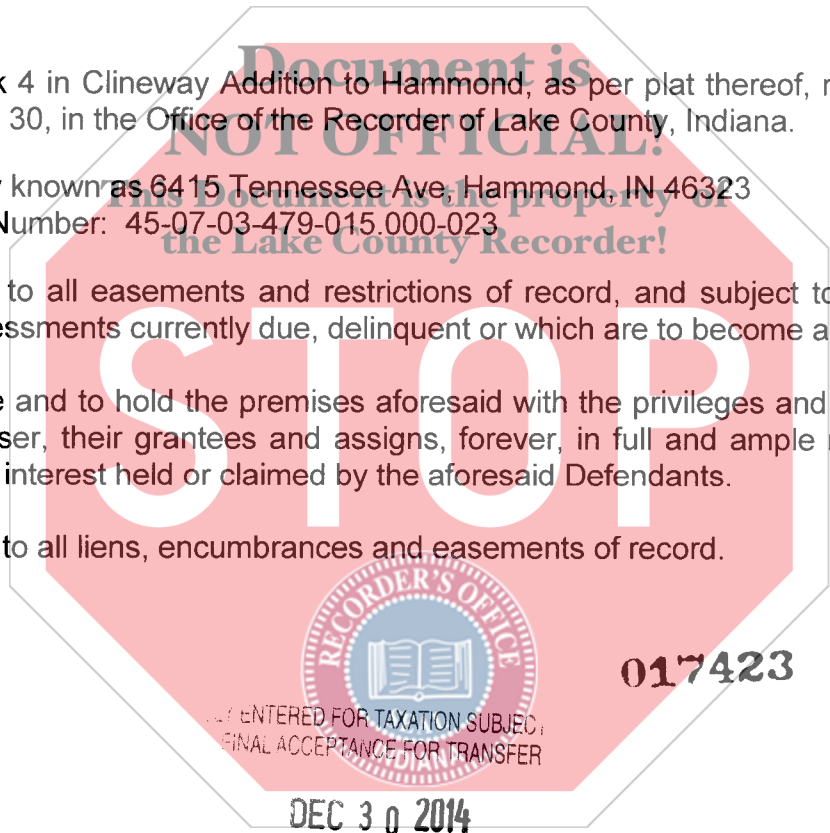 Document is
k 4 in Clineway Addition to Hammond, as per plat thereof, r
30, in the Office of the Recorder of Lake County, Indiana.
NOT OFFICIAL!
known as 6415 Tennessee Ave, Hammond, IN 46323
This Document is the property of
Number: 45-07-03-479-015.000-023
the Lake County Recorder!
to all easements and restrictions of record, and subject to
essments currently due, delinquent or which are to become a
STOP
e and to hold the premises aforesaid with the privileges and
ser, their grantees and assigns, forever, in full and ample
interest held or claimed by the aforesaid Defendants.
to all liens, encumbrances and easements of record.
RECORDER'S OFFICE
INDIANA
017423
ENTERED FOR TAXATION SUBJECT
FINAL ACCEPTANCE FOR TRANSFER
DEC 30 2014